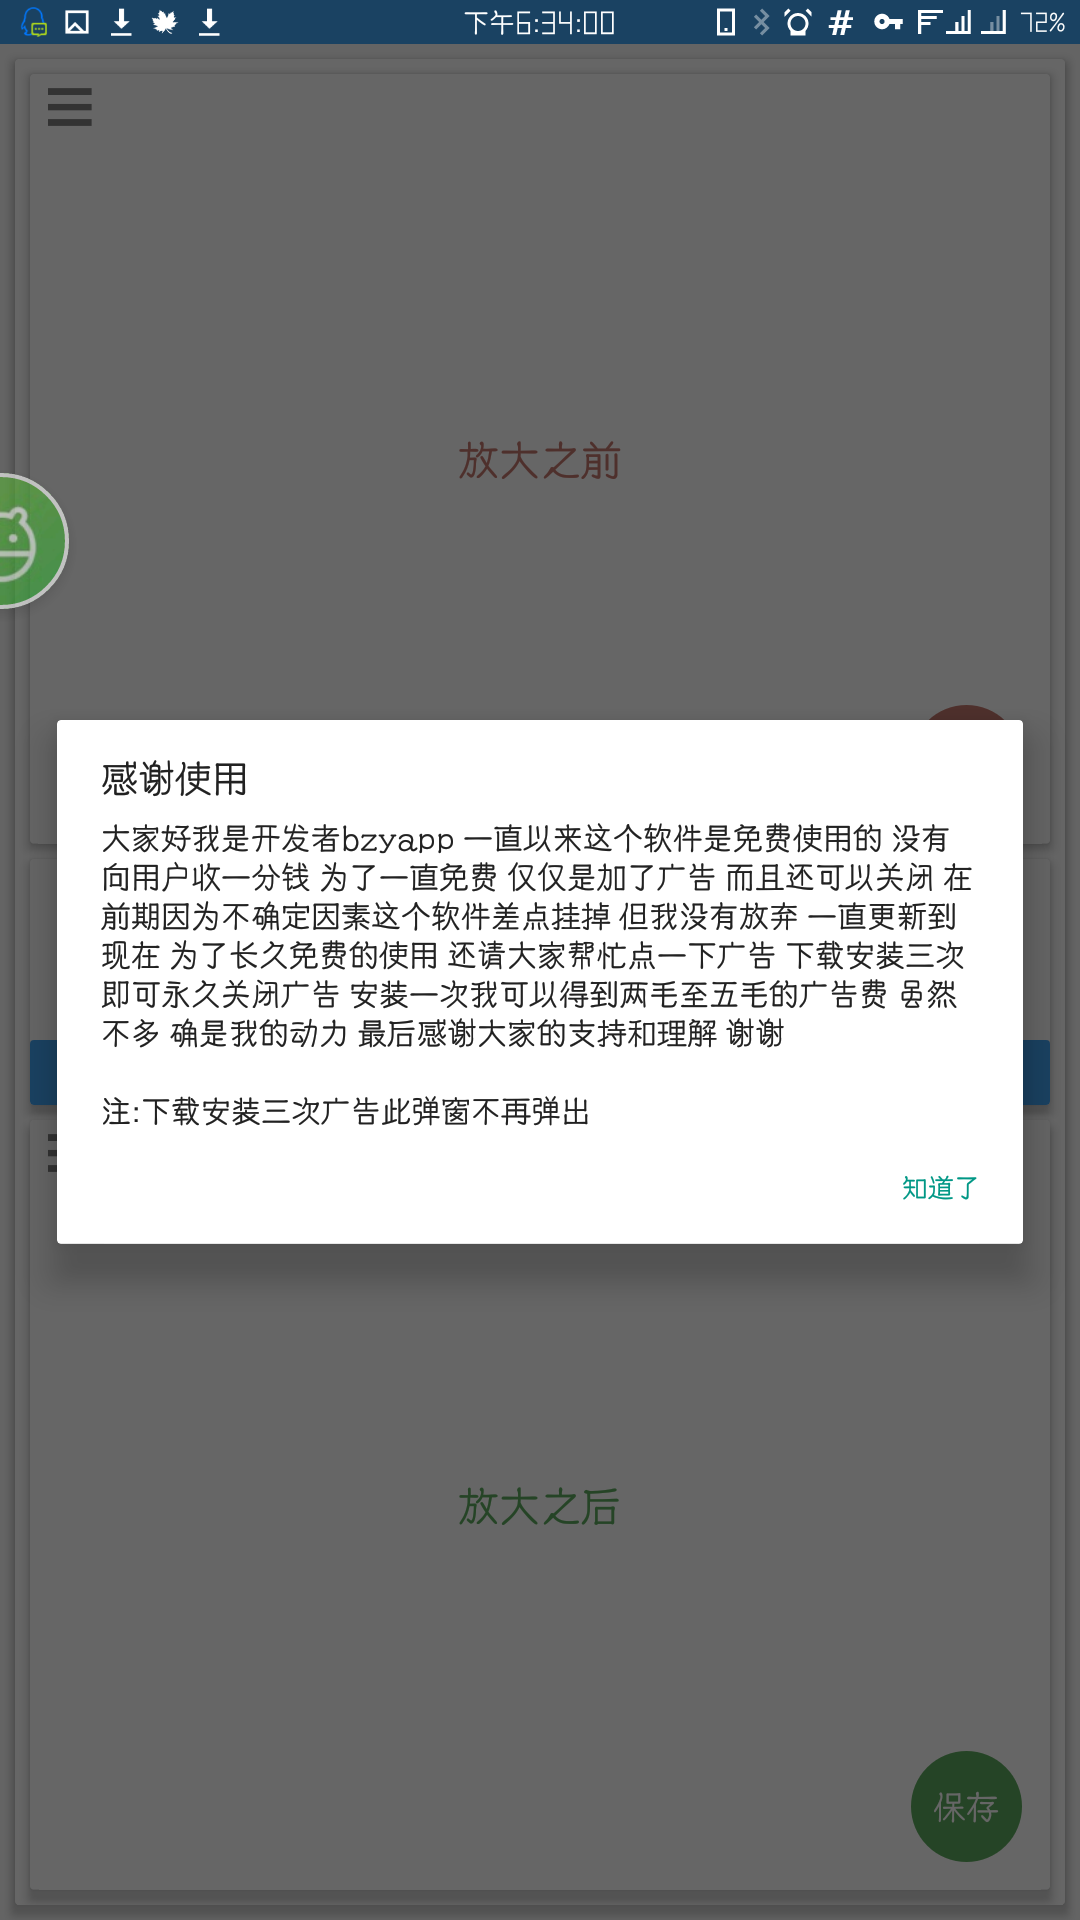 下午6:34:00
72%
放大之前
感谢使用
大家好我是开发者bzyapp 一直以来这个软件是免费使用的 没有
向用户收一分钱 为了一直免费 仅仅是加了广告 而且还可以关闭 在
前期因为不确定因素这个软件差点挂掉 但我没有放弃 一直更新到
现在 为了长久免费的使用 还请大家帮忙点一下广告 下载安装三次
即可永久关闭广告 安装一次我可以得到两毛至五毛的广告费 虽然
不多 确是我的动力 最后感谢大家的支持和理解 谢谢
注:下载安装三次广告此弹窗不再弹出
知道了
放大之后
保存